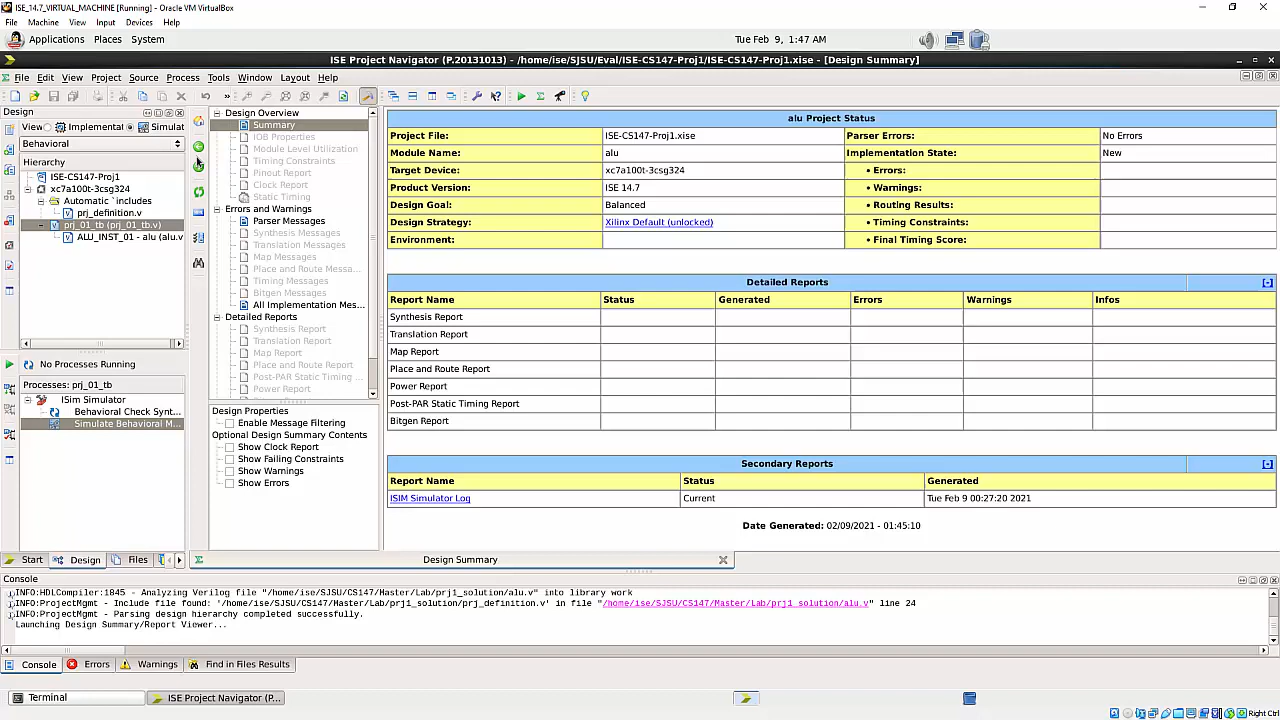 ISE_14.7_VIRTUAL_MACHINE [Running] - Oracle VM VirtualBox
File Machine View Input Devices Help
Applications Places System Tue Feb 9, 1:47 AM
ISE Project Navigator (P.20131013) - /home/ise/SJSU/Eval/ISE-CS147-Proj1/ISE-CS147-Proj1.xise - [Design Summary]
File Edit View Project Source Process Tools Window Layout Help
Design
View: Implemental Simulat
Behavioral
Hierarchy
ISE-CS147-Proj1
xc7a100t-3csg324
Automatic `includes
prj_definition.v
prj_01_tb (prj_01_tb.v)
ALU_INST_01 - alu (alu.v
No Processes Running
Processes: prj_01_tb
ISim Simulator
Behavioral Check Synt...
Simulate Behavioral M...
Start Design Files
Design Overview
Summary
IOB Properties
Module Level Utilization
Timing Constraints
Pinout Report
Clock Report
Static Timing
Errors and Warnings
Parser Messages
Synthesis Messages
Translation Messages
Map Messages
Place and Route Messa...
Timing Messages
Bitgen Messages
All Implementation Mes...
Detailed Reports
Synthesis Report
Translation Report
Map Report
Place and Route Report
Post-PAR Static Timing ...
Power Report
Design Properties
Enable Message Filtering
Optional Design Summary Contents
Show Clock Report
Show Failing Constraints
Show Warnings
Show Errors
alu Project Status
Project File: ISE-CS147-Proj1.xise Parser Errors: No Errors
Module Name: alu Implementation State: New
Target Device: xc7a100t-3csg324 • Errors:
Product Version: ISE 14.7 • Warnings:
Design Goal: Balanced • Routing Results:
Design Strategy: Xilinx Default (unlocked) • Timing Constraints:
Environment: • Final Timing Score:
Detailed Reports [-]
Report Name Status Generated Errors Warnings Infos
Synthesis Report
Translation Report
Map Report
Place and Route Report
Power Report
Post-PAR Static Timing Report
Bitgen Report
Secondary Reports [-]
Report Name Status Generated
ISIM Simulator Log Current Tue Feb 9 00:27:20 2021
Date Generated: 02/09/2021 - 01:45:10
Design Summary
Console
INFO:HDLCompiler:1845 - Analyzing Verilog file "/home/ise/SJSU/CS147/Master/Lab/prj1_solution/alu.v" into library work
INFO:ProjectMgmt - Include file found: '/home/ise/SJSU/CS147/Master/Lab/prj1_solution/prj_definition.v' in file "/home/ise/SJSU/CS147/Master/Lab/prj1_solution/alu.v" line 24
INFO:ProjectMgmt - Parsing design hierarchy completed successfully.
Launching Design Summary/Report Viewer...
Console Errors Warnings Find in Files Results
Terminal ISE Project Navigator (P...
Right Ctrl